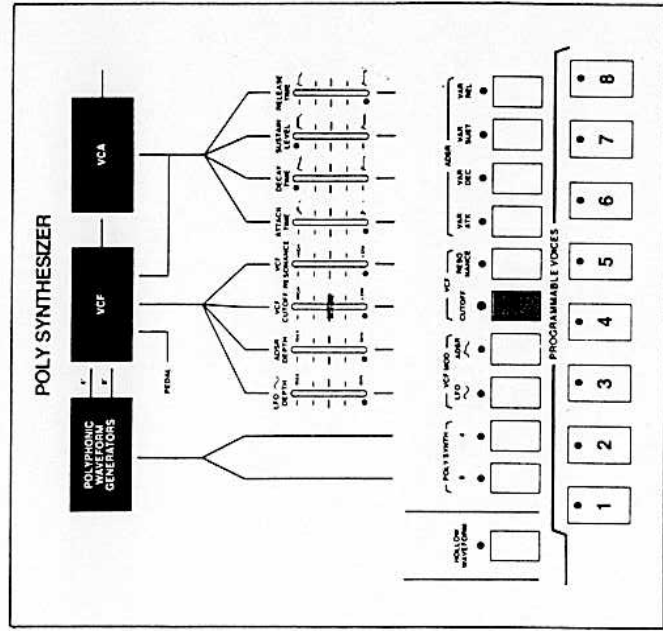 POLY SYNTHESIZER
POLYPHONIC
WAVEFORM
GENERATORS
VCF
VCA
PEDAL
LFO
DEPTH
ADSR
DEPTH
VCF
CUTOFF
VCF
RESONANCE
ATTACK
TIME
DECAY
TIME
SUSTAIN
LEVEL
RELEASE
TIME
HOLLOW
WAVEFORM
POLY SYNTH
VCF MOD
LFO
ADSR
VCF
CUTOFF
RESO
NANCE
ADSR
VAR
ATK
VAR
DEC
VAR
SUST
VAR
REL
PROGRAMMABLE VOICES
1
2
3
4
5
6
7
8